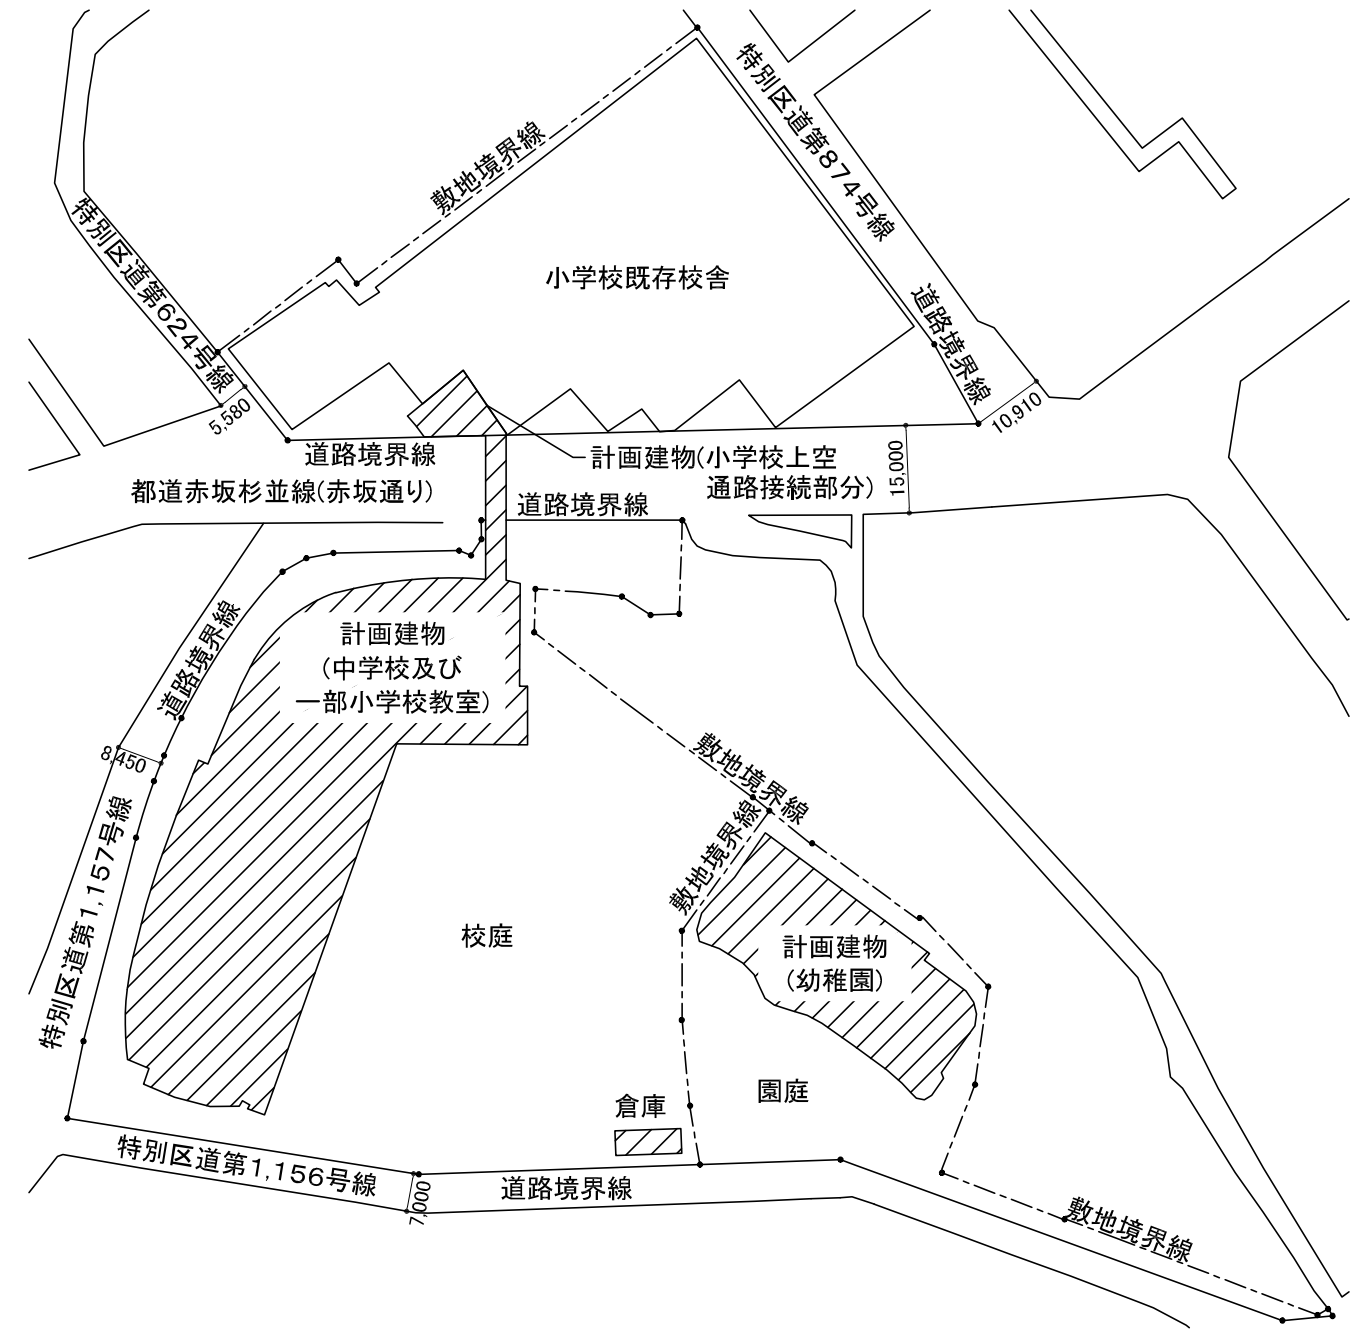 特別区道第874号線
敷地境界線
特別区道第624号線
小学校既存校舎
道路境界線
10,910
5,580
道路境界線
計画建物(小学校上空
通路接続部分)
15,000
都道赤坂杉並線(赤坂通り)
道路境界線
道路境界線
計画建物
(中学校及び
一部小学校教室)
8,450
敷地境界線
敷地境界線
特別区道第1,157号線
校庭
計画建物
(幼稚園)
園庭
倉庫
特別区道第1,156号線
7,000
道路境界線
敷地境界線